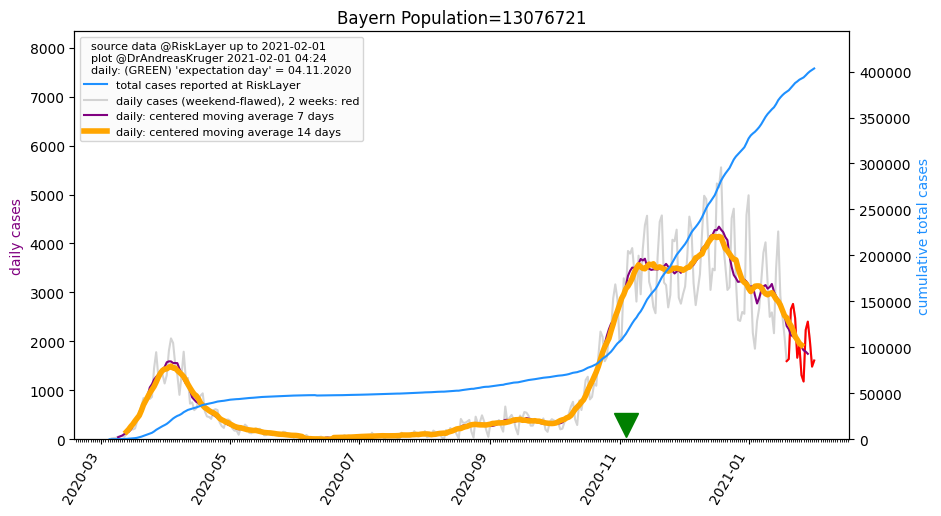 Bayern Population=13076721
source data @RiskLayer up to 2021-02-01
plot @DrAndreasKruger 2021-02-01 04:24
daily: (GREEN) 'expectation day' = 04.11.2020
total cases reported at RiskLayer
daily cases (weekend-flawed), 2 weeks: red
daily: centered moving average 7 days
daily: centered moving average 14 days
daily cases
8000
7000
6000
5000
4000
3000
2000
1000
0
400000
350000
300000
250000
200000
150000
100000
50000
0
cumulative total cases
2020-03
2020-05
2020-07
2020-09
2020-11
2021-01